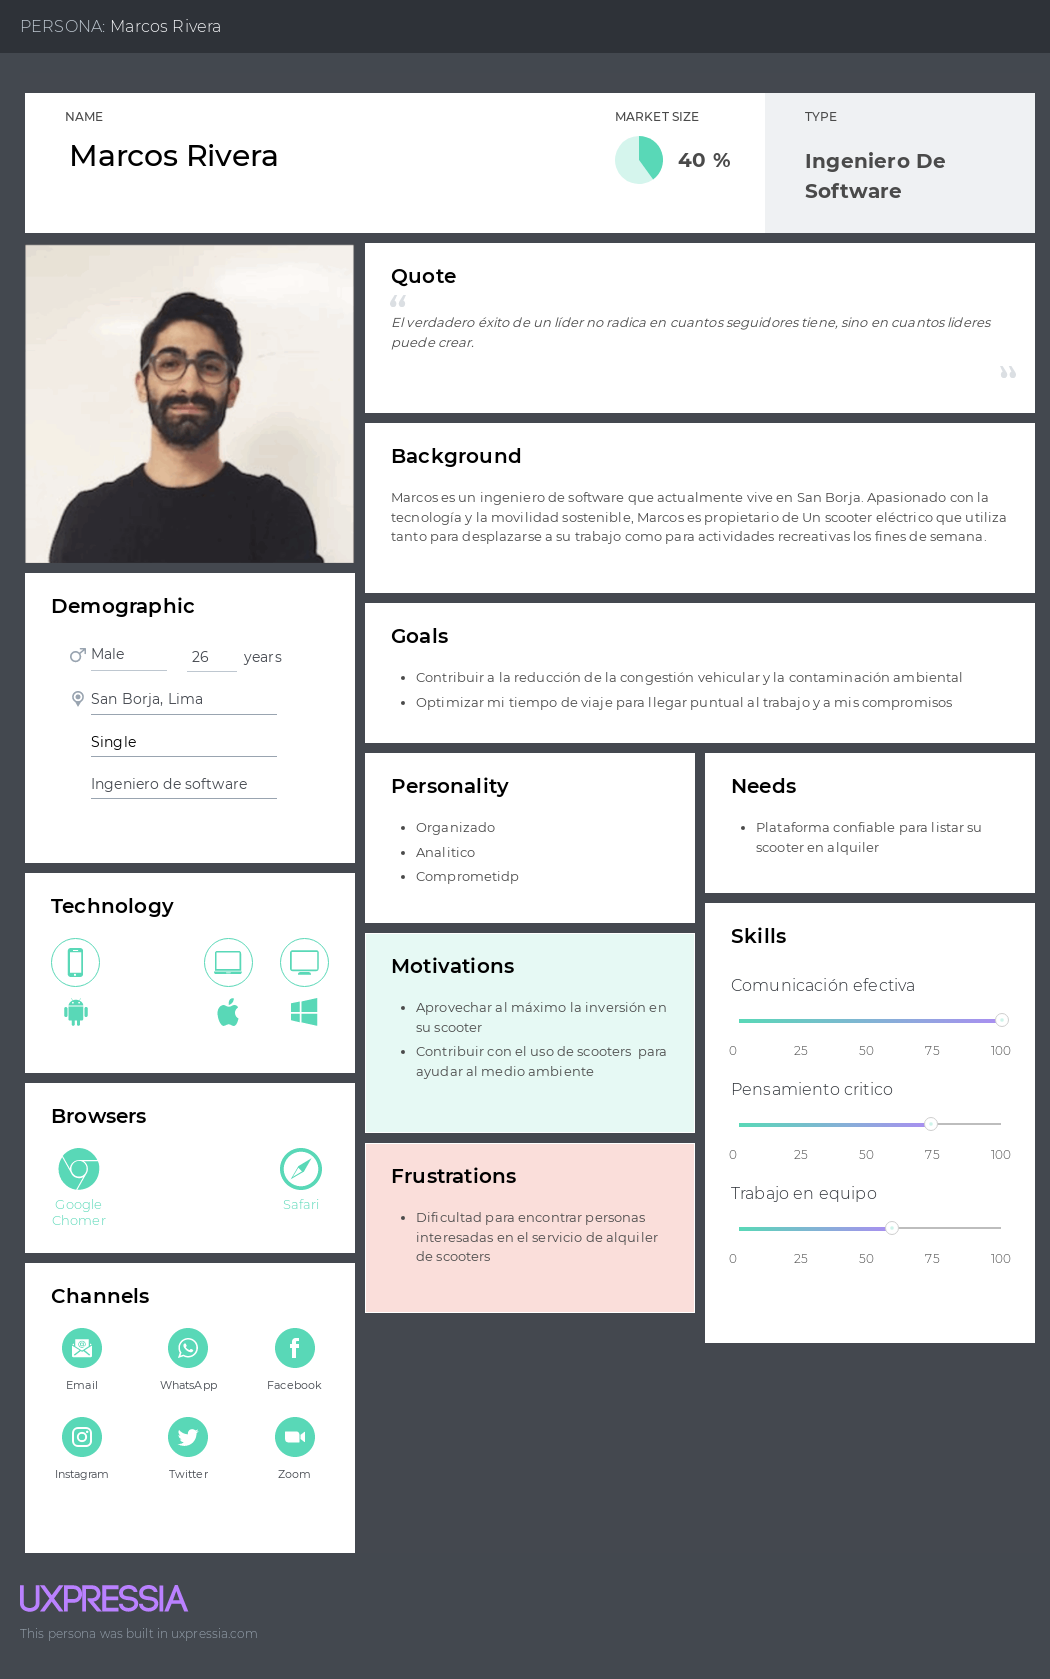 PERSONA: Marcos Rivera
NAME
Marcos Rivera
MARKET SIZE
40 %
TYPE
Ingeniero De
Software
Quote
“
El verdadero éxito de un líder no radica en cuantos seguidores tiene, sino en cuantos lideres
puede crear.
”
Background
Marcos es un ingeniero de software que actualmente vive en San Borja. Apasionado con la
tecnología y la movilidad sostenible, Marcos es propietario de Un scooter eléctrico que utiliza
tanto para desplazarse a su trabajo como para actividades recreativas los fines de semana.
Demographic
Male
26 years
San Borja, Lima
Single
Ingeniero de software
Goals
• Contribuir a la reducción de la congestión vehicular y la contaminación ambiental
• Optimizar mi tiempo de viaje para llegar puntual al trabajo y a mis compromisos
Personality
• Organizado
• Analitico
• Comprometidp
Needs
• Plataforma confiable para listar su
scooter en alquiler
Technology
Motivations
• Aprovechar al máximo la inversión en
su scooter
• Contribuir con el uso de scooters para
ayudar al medio ambiente
Skills
Comunicación efectiva
0 25 50 75 100
Pensamiento critico
0 25 50 75 100
Trabajo en equipo
0 25 50 75 100
Browsers
Google
Chomer
Safari
Frustrations
• Dificultad para encontrar personas
interesadas en el servicio de alquiler
de scooters
Channels
Email
WhatsApp
Facebook
Instagram
Twitter
Zoom
UXPRESSIA
This persona was built in uxpressia.com